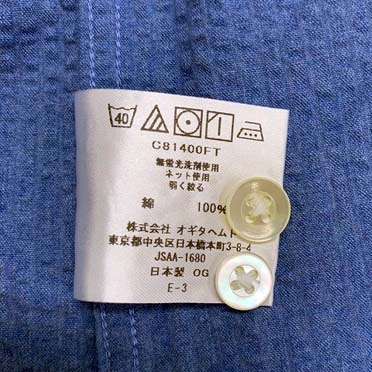 40
C81400FT
無蛍光洗剤使用
ネット使用
弱く絞る
綿 100%
株式会社 オギタヘムト
東京都中央区日本橋本町3-8-4
JSAA-1680
日本製 OG
E-3